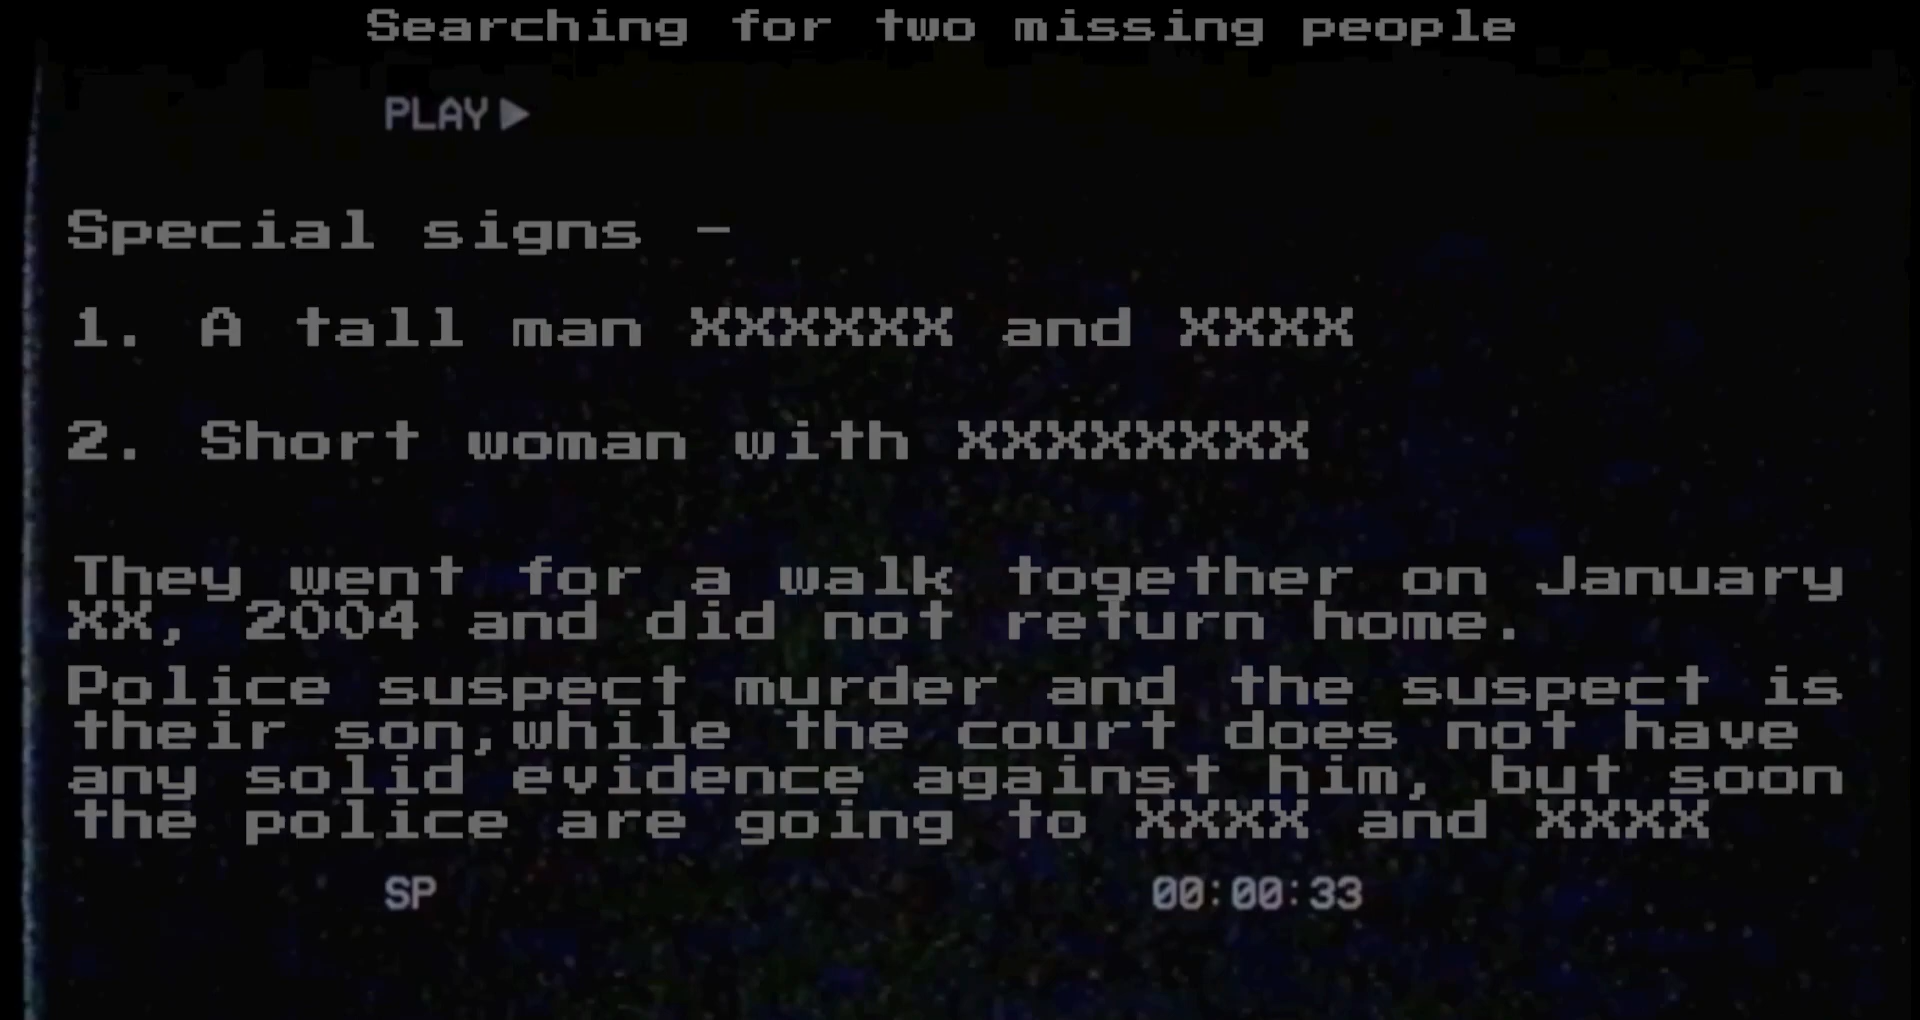 Searching for two missing people
PLAY ▶
Special signs -
1. A tall man XXXXXX and XXXX
2. Short woman with XXXXXXXX
They went for a walk together on January
XX, 2004 and did not return home.
Police suspect murder and the suspect is
their son,while the court does not have
any solid evidence against him, but soon
the police are going to XXXX and XXXX
SP 00:00:33